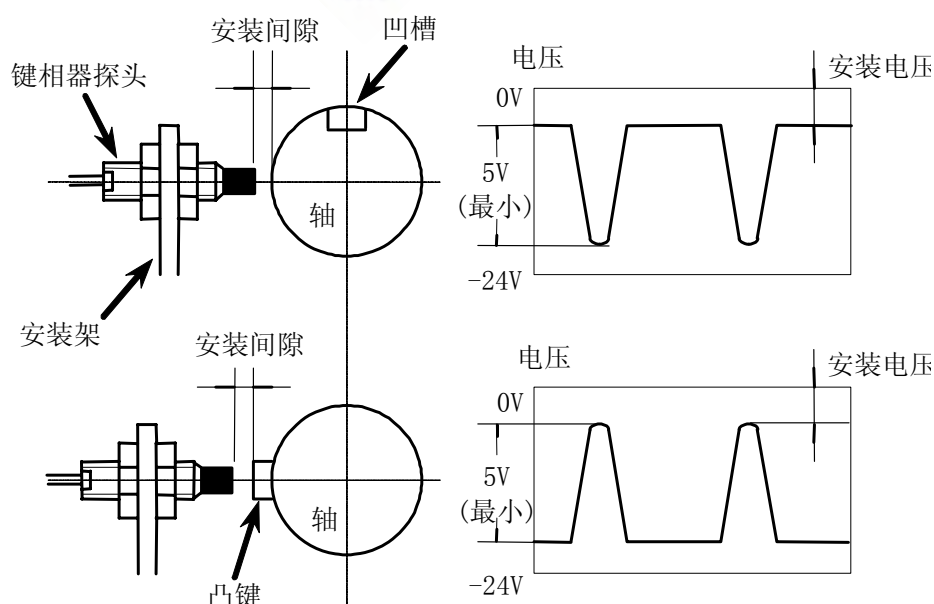 安装间隙
凹槽
键相器探头
轴
安装架
电压
安装电压
0V
5V
(最小)
-24V
安装间隙
轴
凸键
电压
安装电压
0V
5V
(最小)
-24V